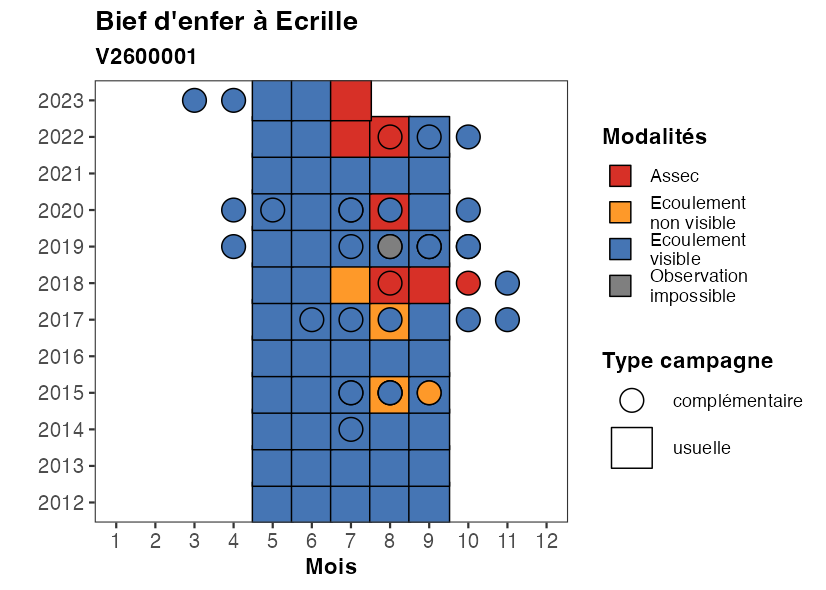 Bief d'enfer à Ecrille
V2600001
2023
2022
2021
2020
2019
2018
2017
2016
2015
2014
2013
2012
1 2 3 4 5 6 7 8 9 10 11 12
Mois
Modalités
Assec
Ecoulement
non visible
Ecoulement
visible
Observation
impossible
Type campagne
complémentaire
usuelle